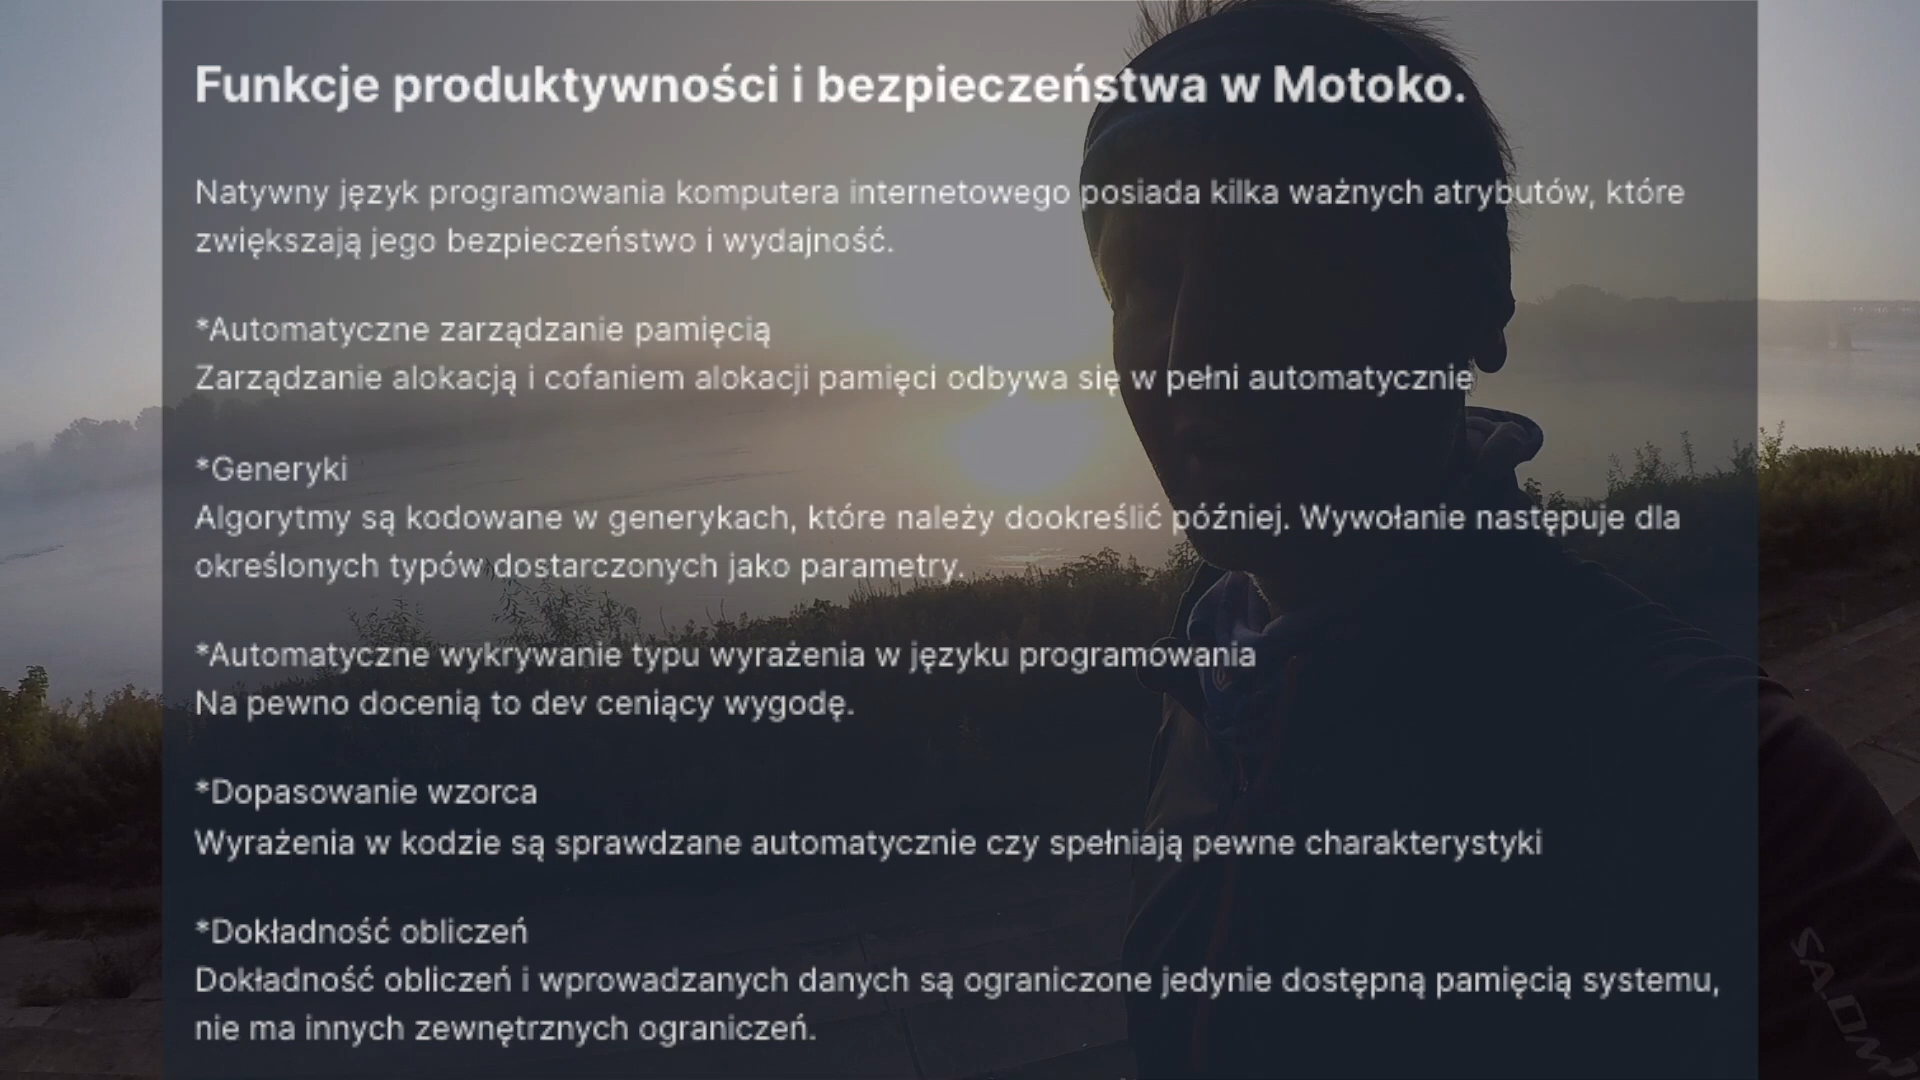 Funkcje produktywności i bezpieczeństwa w Motoko.
Natywny język programowania komputera internetowego posiada kilka ważnych atrybutów, które
zwiększają jego bezpieczeństwo i wydajność.
*Automatyczne zarządzanie pamięcią
Zarządzanie alokacją i cofaniem alokacji pamięci odbywa się w pełni automatycznie
*Generyki
Algorytmy są kodowane w generykach, które należy dookreślić później. Wywołanie następuje dla
określonych typów dostarczonych jako parametry.
*Automatyczne wykrywanie typu wyrażenia w języku programowania
Na pewno docenią to dev ceniący wygodę.
*Dopasowanie wzorca
Wyrażenia w kodzie są sprawdzane automatycznie czy spełniają pewne charakterystyki
*Dokładność obliczeń
Dokładność obliczeń i wprowadzanych danych są ograniczone jedynie dostępną pamięcią systemu,
nie ma innych zewnętrznych ograniczeń.